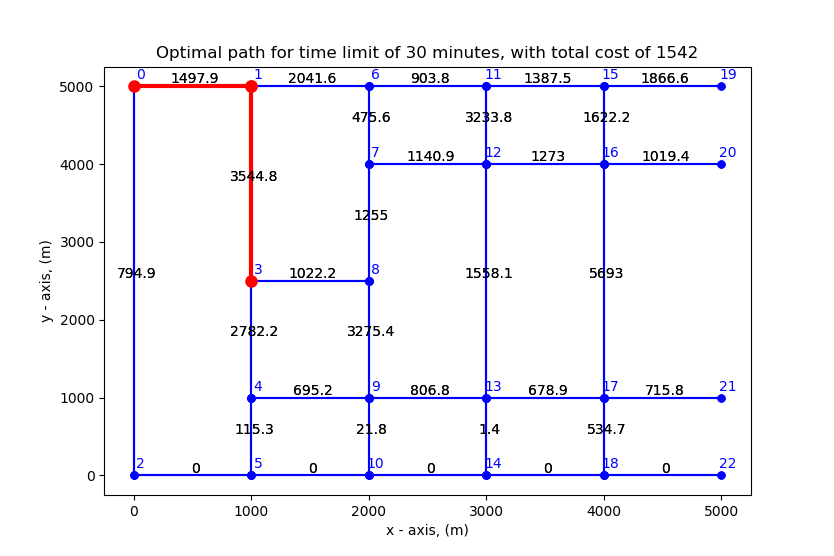 Optimal path for time limit of 30 minutes, with total cost of 1542
0 1 6 11 15 19
1497.9 2041.6 903.8 1387.5 1866.6
5000
475.6 3233.8 1622.2
7 12 16 20
1140.9 1273 1019.4
4000
3544.8
1255
3000
3 8
794.9 1022.2 1558.1 5693
2782.2 3275.4
2000
4 9 13 17 21
695.2 806.8 678.9 715.8
1000
115.3 21.8 1.4 534.7
2 5 10 14 18 22
0 0 0 0 0
0
0 1000 2000 3000 4000 5000
x - axis, (m)
y - axis, (m)